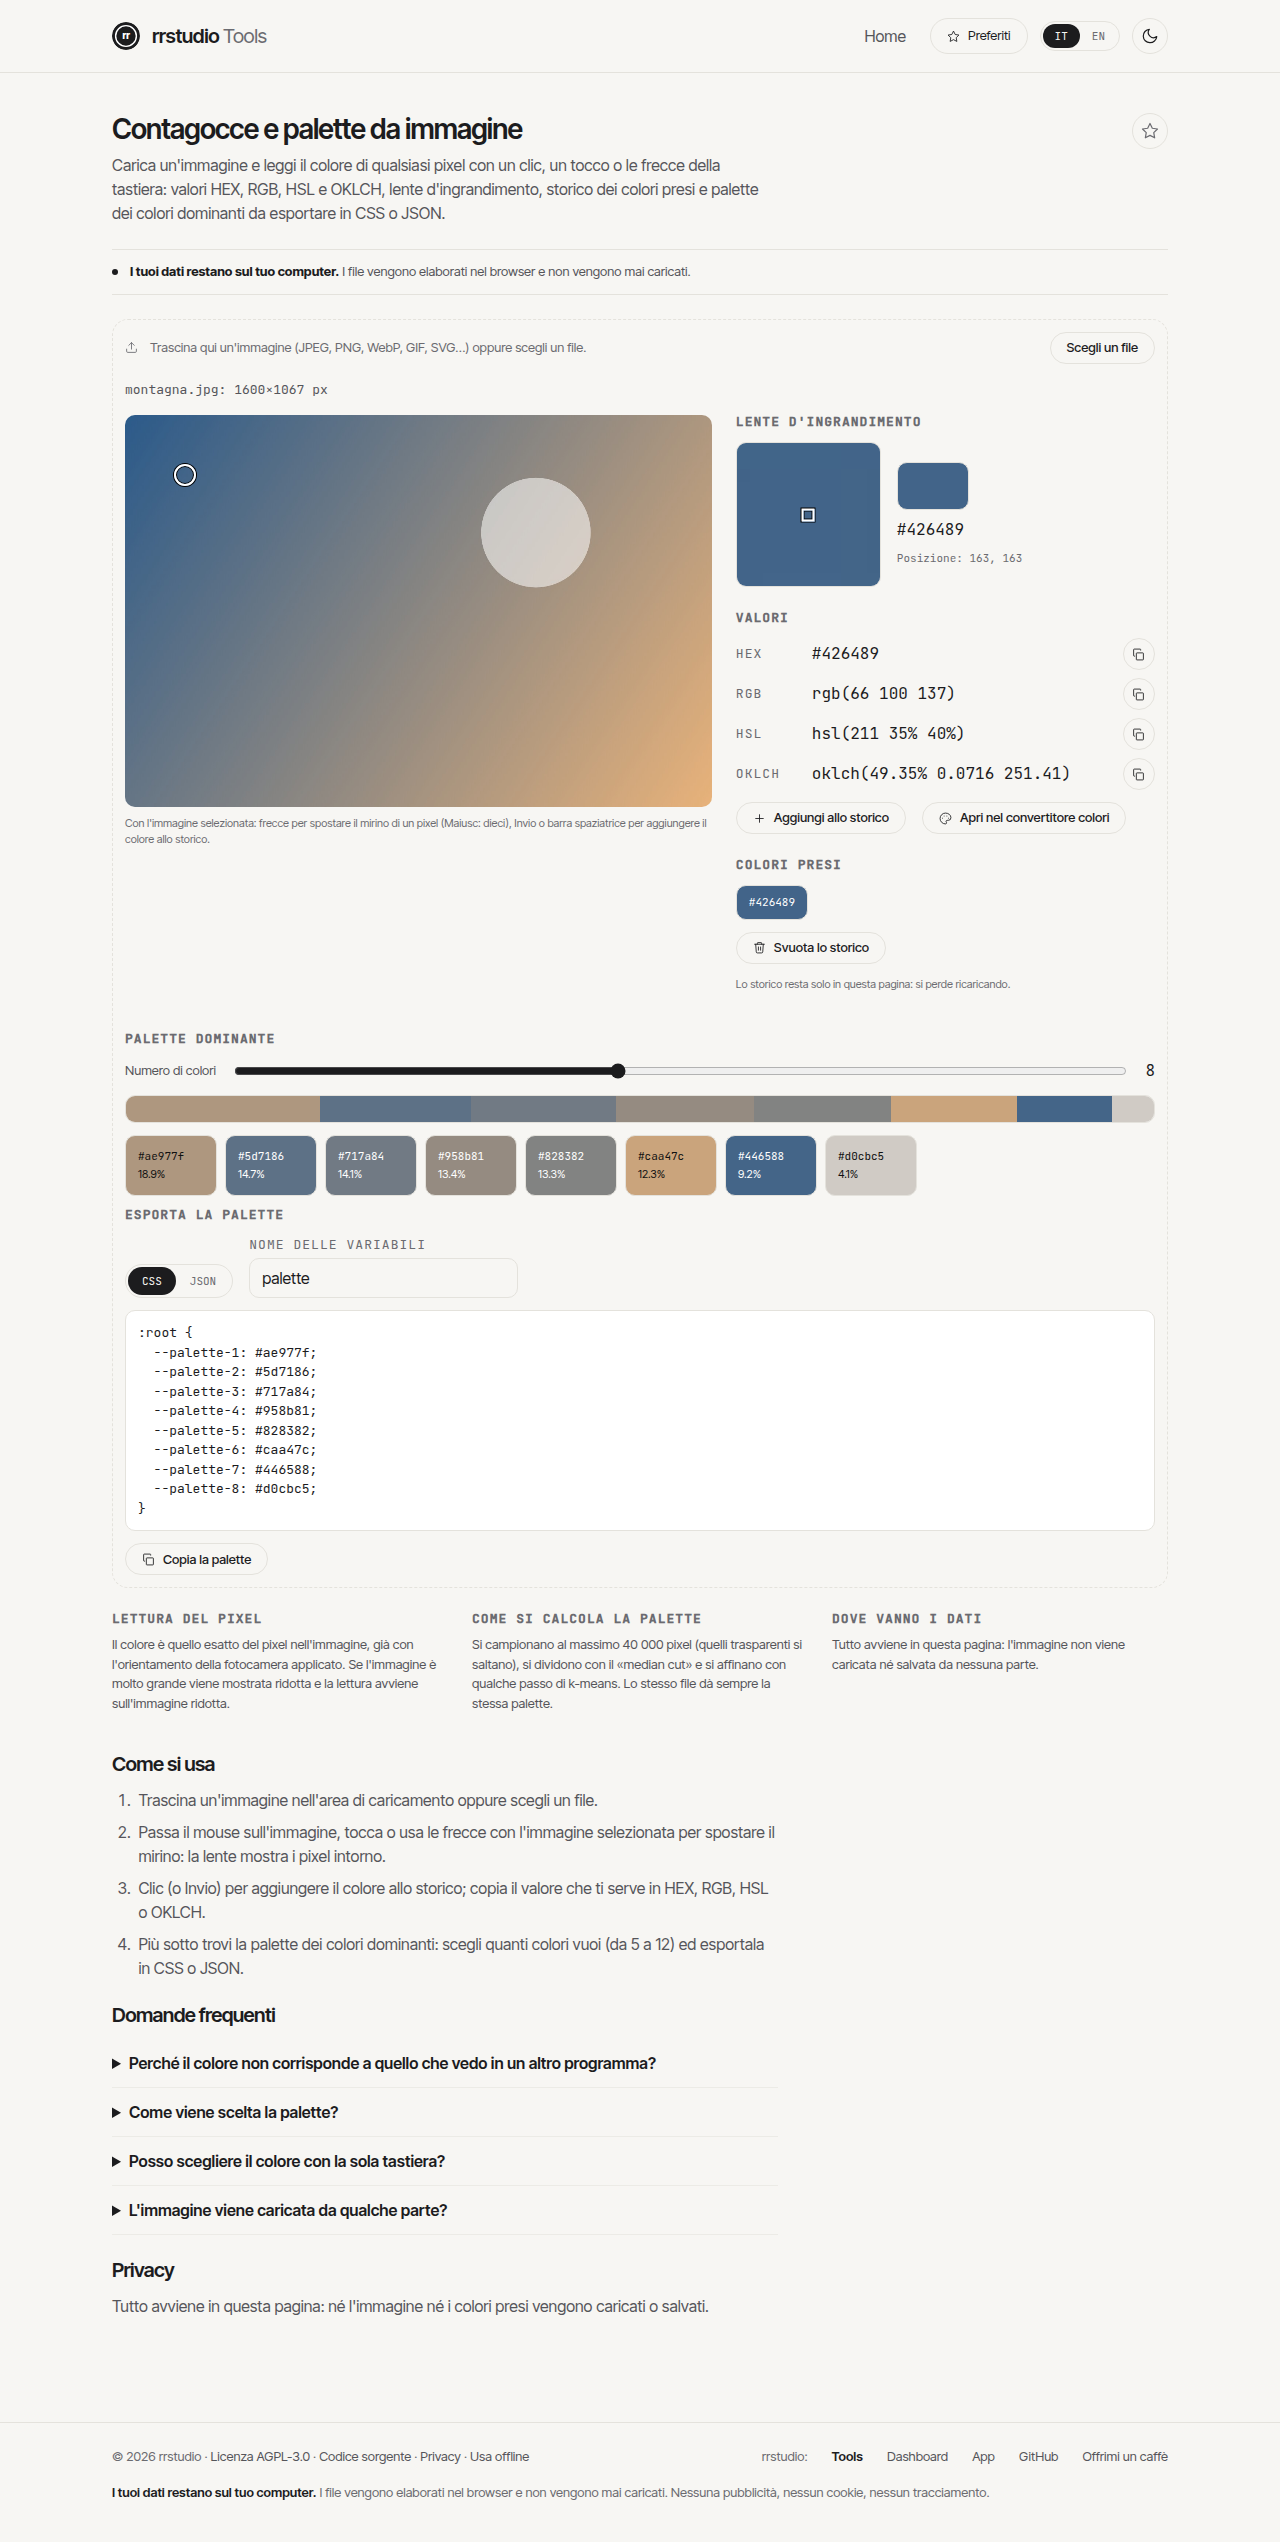 rr rrstudio Tools
Home
Preferiti
IT EN
Contagocce e palette da immagine
Carica un'immagine e leggi il colore di qualsiasi pixel con un clic, un tocco o le frecce della
tastiera: valori HEX, RGB, HSL e OKLCH, lente d'ingrandimento, storico dei colori presi e palette
dei colori dominanti da esportare in CSS o JSON.
I tuoi dati restano sul tuo computer. I file vengono elaborati nel browser e non vengono mai caricati.
Trascina qui un'immagine (JPEG, PNG, WebP, GIF, SVG…) oppure scegli un file.
Scegli un file
montagna.jpg: 1600×1067 px
Con l'immagine selezionata: frecce per spostare il mirino di un pixel (Maiusc: dieci), Invio o barra spaziatrice per aggiungere il
colore allo storico.
LENTE D'INGRANDIMENTO
#426489
Posizione: 163, 163
VALORI
HEX #426489
RGB rgb(66 100 137)
HSL hsl(211 35% 40%)
OKLCH oklch(49.35% 0.0716 251.41)
Aggiungi allo storico
Apri nel convertitore colori
COLORI PRESI
#426489
Svuota lo storico
Lo storico resta solo in questa pagina: si perde ricaricando.
PALETTE DOMINANTE
Numero di colori 8
#ae977f #5d7186 #717a84 #958b81 #828382 #caa47c #446588 #d0cbc5
18.9% 14.7% 14.1% 13.4% 13.3% 12.3% 9.2% 4.1%
ESPORTA LA PALETTE
NOME DELLE VARIABILI
CSS JSON palette
:root {
--palette-1: #ae977f;
--palette-2: #5d7186;
--palette-3: #717a84;
--palette-4: #958b81;
--palette-5: #828382;
--palette-6: #caa47c;
--palette-7: #446588;
--palette-8: #d0cbc5;
}
Copia la palette
LETTURA DEL PIXEL
Il colore è quello esatto del pixel nell'immagine, già con
l'orientamento della fotocamera applicato. Se l'immagine è
molto grande viene mostrata ridotta e la lettura avviene
sull'immagine ridotta.
COME SI CALCOLA LA PALETTE
Si campionano al massimo 40 000 pixel (quelli trasparenti si
saltano), si dividono con il «median cut» e si affinano con
qualche passo di k-means. Lo stesso file dà sempre la
stessa palette.
DOVE VANNO I DATI
Tutto avviene in questa pagina: l'immagine non viene
caricata né salvata da nessuna parte.
Come si usa
1. Trascina un'immagine nell'area di caricamento oppure scegli un file.
2. Passa il mouse sull'immagine, tocca o usa le frecce con l'immagine selezionata per spostare il
mirino: la lente mostra i pixel intorno.
3. Clic (o Invio) per aggiungere il colore allo storico; copia il valore che ti serve in HEX, RGB, HSL
o OKLCH.
4. Più sotto trovi la palette dei colori dominanti: scegli quanti colori vuoi (da 5 a 12) ed esportala
in CSS o JSON.
Domande frequenti
Perché il colore non corrisponde a quello che vedo in un altro programma?
Come viene scelta la palette?
Posso scegliere il colore con la sola tastiera?
L'immagine viene caricata da qualche parte?
Privacy
Tutto avviene in questa pagina: né l'immagine né i colori presi vengono caricati o salvati.
© 2026 rrstudio · Licenza AGPL-3.0 · Codice sorgente · Privacy · Usa offline
rrstudio: Tools Dashboard App GitHub Offrimi un caffè
I tuoi dati restano sul tuo computer. I file vengono elaborati nel browser e non vengono mai caricati. Nessuna pubblicità, nessun cookie, nessun tracciamento.